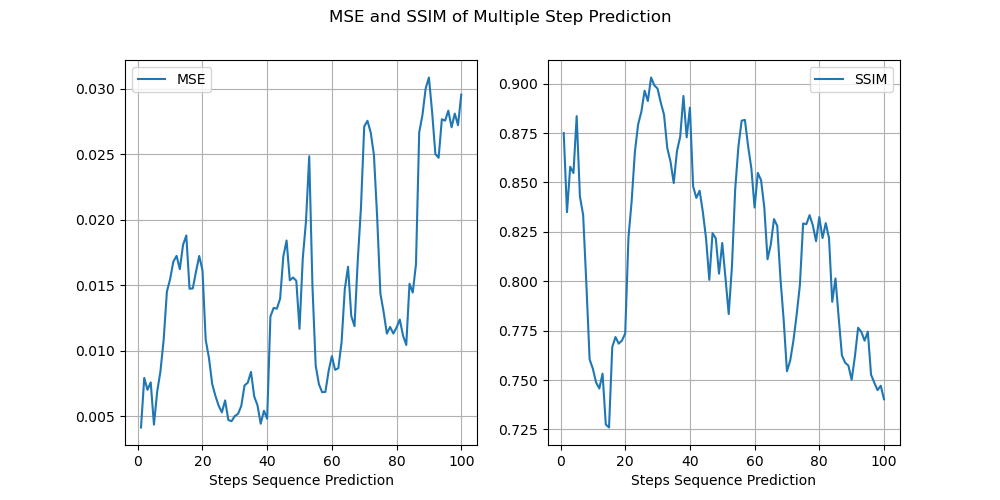 MSE and SSIM of Multiple Step Prediction
MSE
0.030
0.025
0.020
0.015
0.010
0.005
0 20 40 60 80 100
Steps Sequence Prediction
SSIM
0.900
0.875
0.850
0.825
0.800
0.775
0.750
0.725
0 20 40 60 80 100
Steps Sequence Prediction